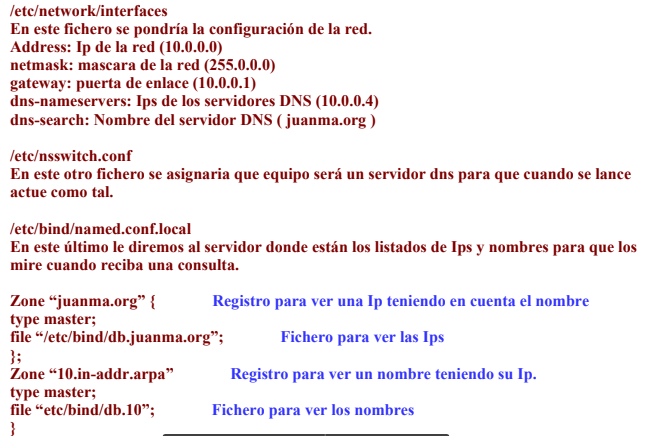 /etc/network/interfaces
En este fichero se pondría la configuración de la red.
Address: Ip de la red (10.0.0.0)
netmask: mascara de la red (255.0.0.0)
gateway: puerta de enlace (10.0.0.1)
dns-nameservers: Ips de los servidores DNS (10.0.0.4)
dns-search: Nombre del servidor DNS ( juanma.org )
/etc/nsswitch.conf
En este otro fichero se asignaria que equipo será un servidor dns para que cuando se lance
actue como tal.
/etc/bind/named.conf.local
En este último le diremos al servidor donde están los listados de Ips y nombres para que los
mire cuando reciba una consulta.
Zone “juanma.org” { Registro para ver una Ip teniendo en cuenta el nombre
type master;
file “/etc/bind/db.juanma.org”; Fichero para ver las Ips
};
Zone “10.in-addr.arpa” Registro para ver un nombre teniendo su Ip.
type master;
file “etc/bind/db.10”; Fichero para ver los nombres
}